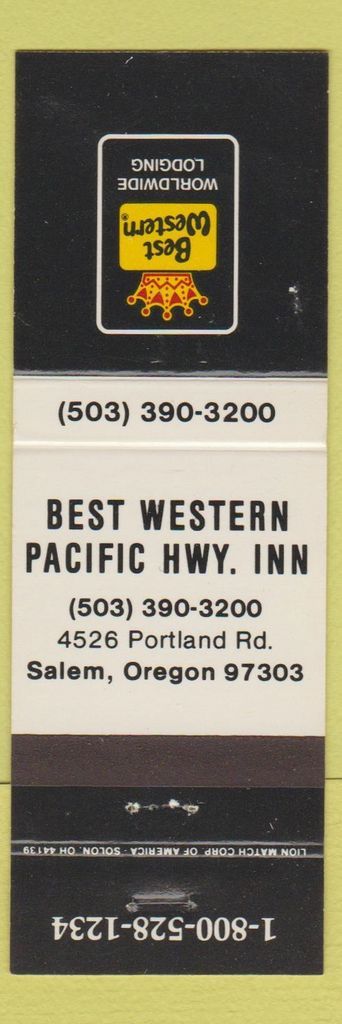 WORLDWIDE
LODGING
Best
Western®
(503) 390-3200
BEST WESTERN
PACIFIC HWY. INN
(503) 390-3200
4526 Portland Rd.
Salem, Oregon 97303
LION MATCH CORP. OF AMERICA - SOLON, OH 44139
1-800-528-1234